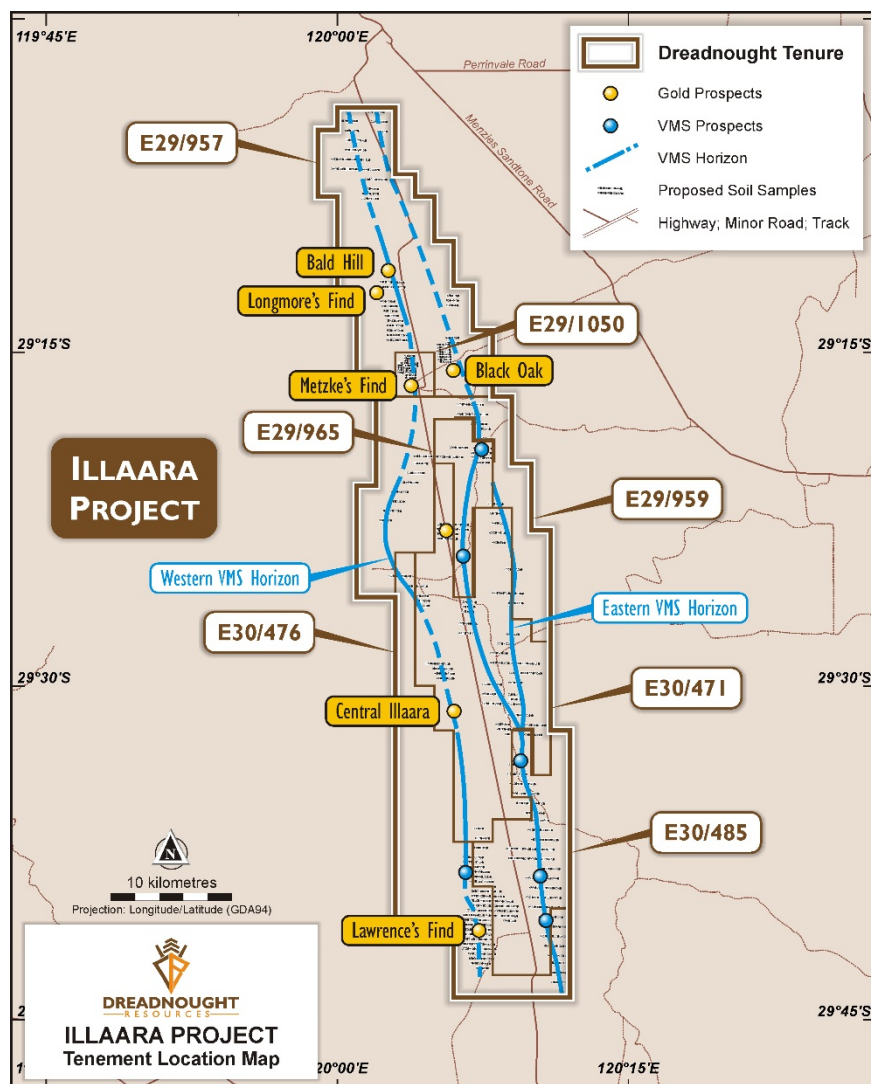 119°45'E
120°00'E
Dreadnought Tenure
Gold Prospects
VMS Prospects
VMS Horizon
Proposed Soil Samples
Highway; Minor Road; Track
Perrinvale Road
Menzies Sandstone Road
E29/957
Bald Hill
Longmore's Find
29°15'S
E29/1050
29°15'S
Metzke's Find
Black Oak
E29/965
ILLAARA
PROJECT
E29/959
Western VMS Horizon
Eastern VMS Horizon
E30/476
29°30'S
E30/471
29°30'S
Central Illaara
E30/485
N
10 kilometres
Projection: Longitude/Latitude (GDA94)
Lawrence's Find
DREADNOUGHT
RESOURCES
ILLAARA PROJECT
Tenement Location Map
29°45'S
120°00'E
120°15'E